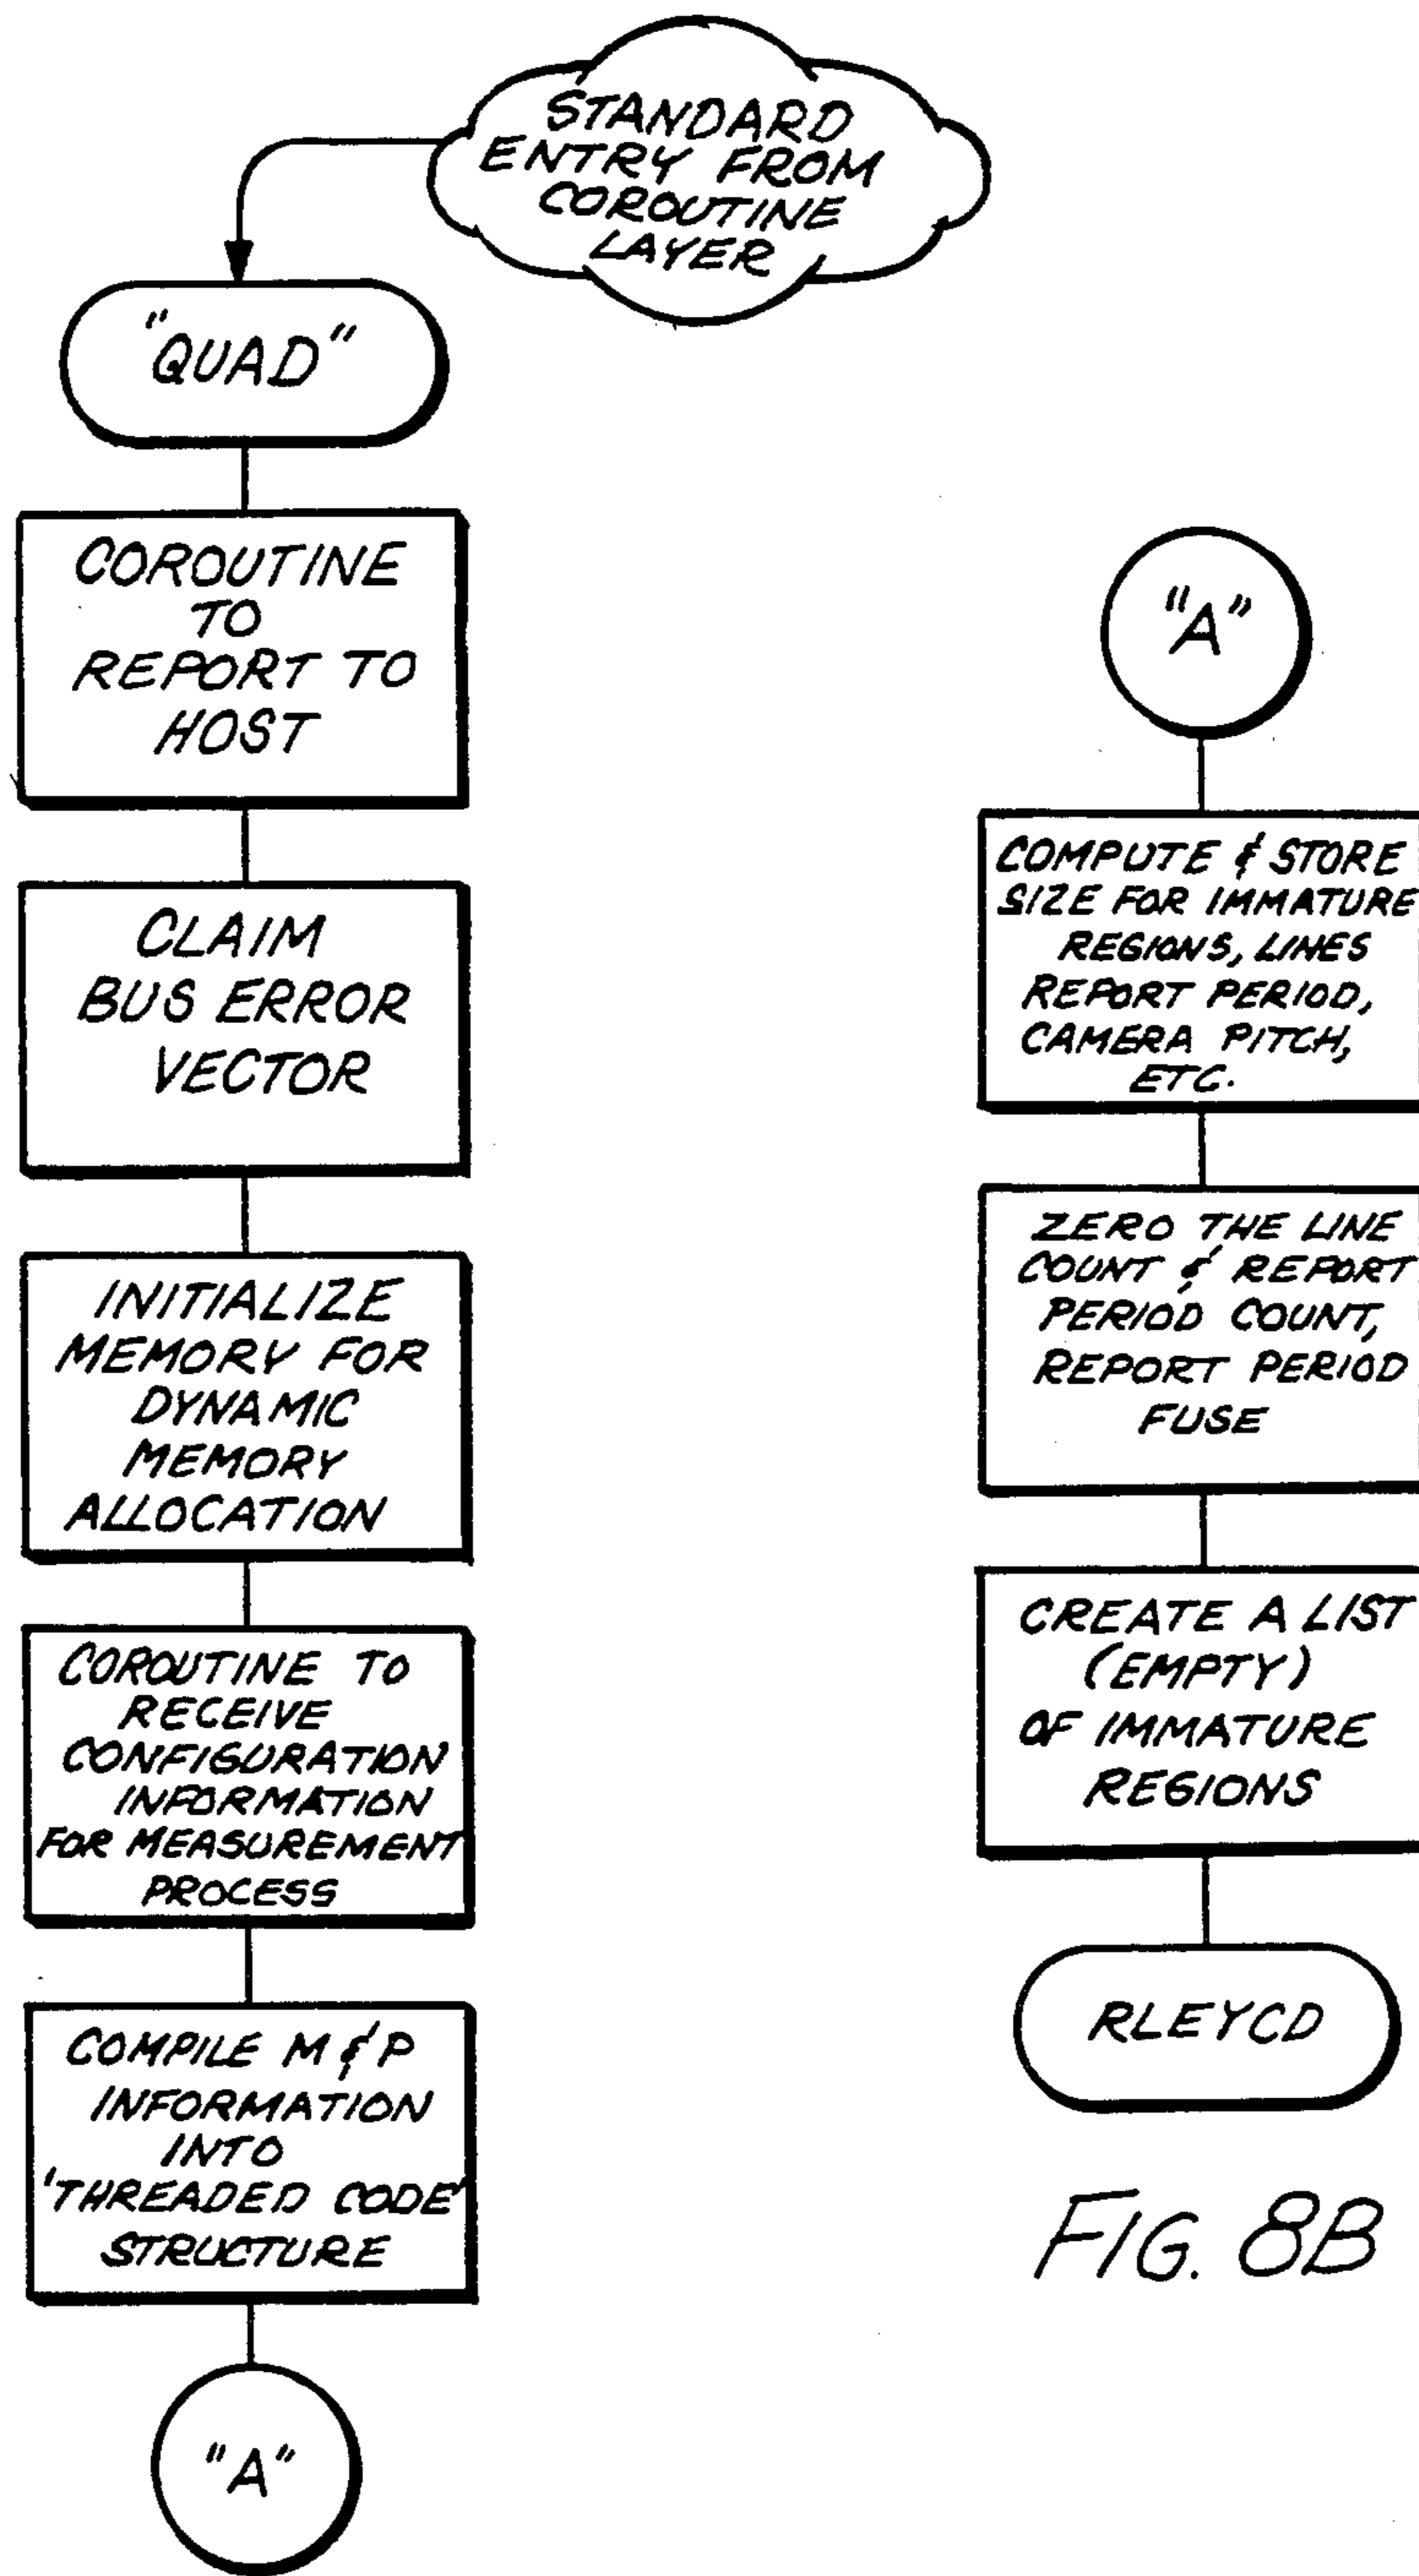 STANDARD
ENTRY FROM
COROUTINE
LAYER
"QUAD"
COROUTINE
TO
REPORT TO
HOST
CLAIM
BUS ERROR
VECTOR
INITIALIZE
MEMORY FOR
DYNAMIC
MEMORY
ALLOCATION
COROUTINE TO
RECEIVE
CONFIGURATION
INFORMATION
FOR MEASUREMENT
PROCESS
COMPILE M & P
INFORMATION
INTO
'THREADED CODE'
STRUCTURE
"A"
"A"
COMPUTE & STORE
SIZE FOR IMMATURE
REGIONS, LINES
REPORT PERIOD,
CAMERA PITCH,
ETC.
ZERO THE LINE
COUNT & REPORT
PERIOD COUNT,
REPORT PERIOD
FUSE
CREATE A LIST
(EMPTY)
OF IMMATURE
REGIONS
RLEYCD
FIG. 8B